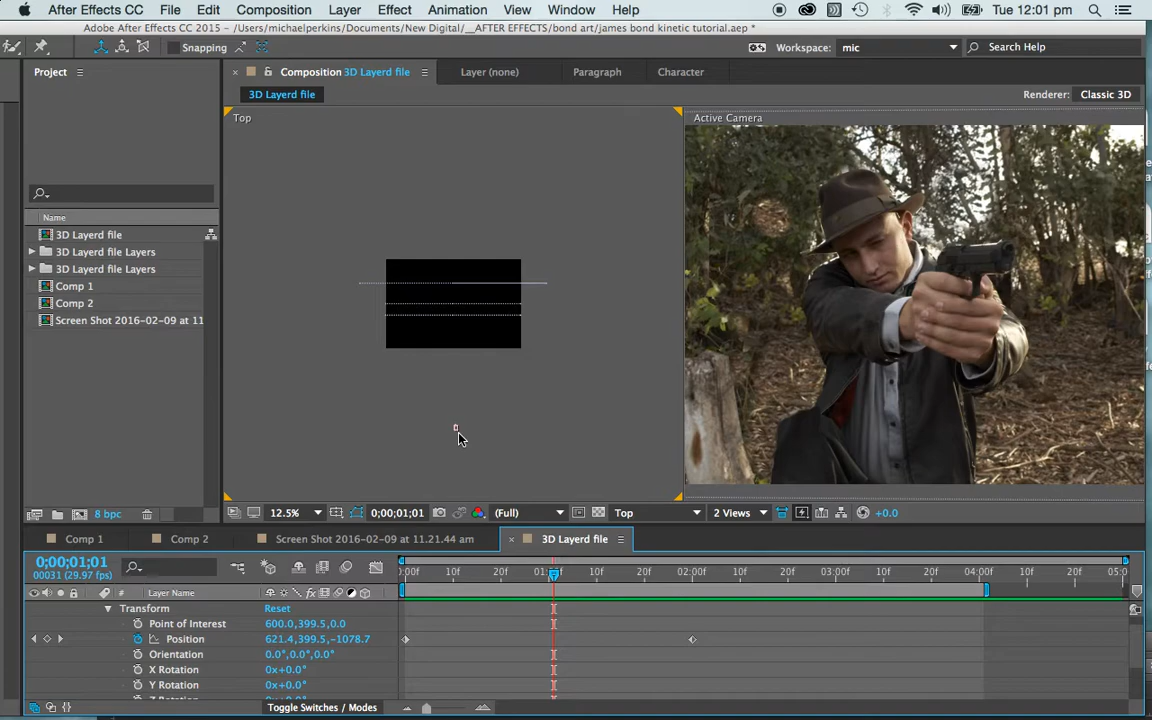 After Effects CC File Edit Composition Layer Effect Animation View Window Help Tue 12:01 am
Adobe After Effects CC 2015 - /Users/michaelperkins/Documents/New Digital/__AFTER EFFECTS/bond art/james bond kinetic tutorial.aep *
Snapping Workspace: mic Search Help
Project Composition 3D Layerd file Layer (none) Paragraph Character
3D Layerd file Renderer: Classic 3D
Top Active Camera
Name
3D Layerd file
3D Layerd file Layers
3D Layerd file Layers
Comp 1
Comp 2
Screen Shot 2016-02-09 at 11
8 bpc 12.5% 0;00;01;01 (Full) Top 2 Views +0.0
Comp 1 Comp 2 Screen Shot 2016-02-09 at 11.21.44 am 3D Layerd file
0;00;01;01
00031 (29.97 fps)
:00f 10f 20f 01:00f 10f 20f 02:00f 10f 20f 03:00f 10f 20f 04:00f 10f 20f 05:0
# Layer Name
Transform Reset
Point of Interest 600.0,399.5,0.0
Position 621.4,399.5,-1078.7
Orientation 0.0°,0.0°,0.0°
X Rotation 0x+0.0°
Y Rotation 0x+0.0°
Toggle Switches / Modes